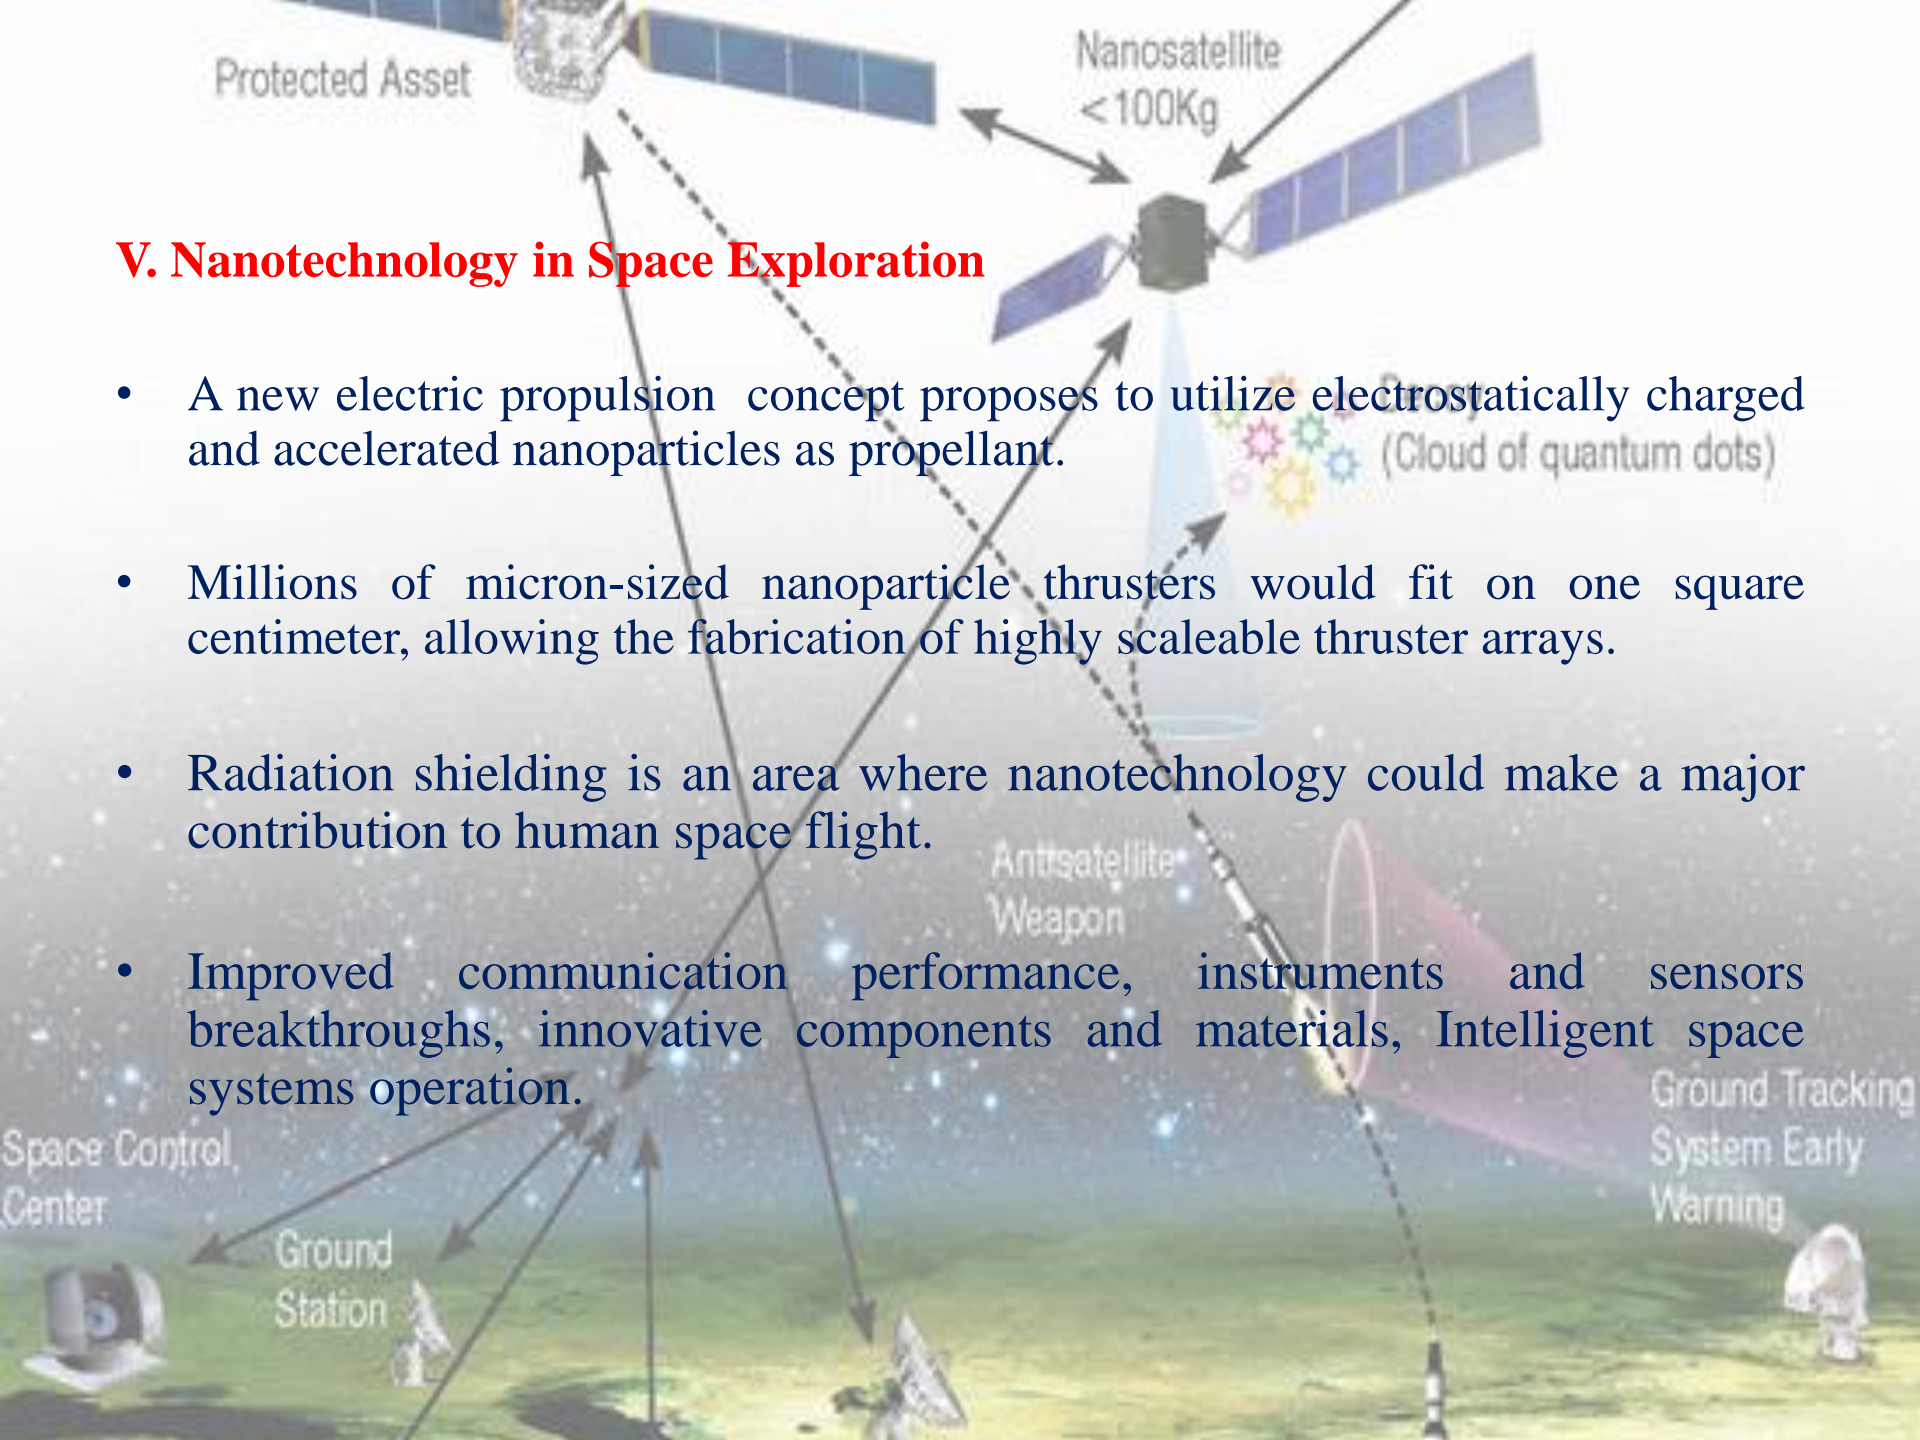 Protected Asset
Nanosatellite
<100Kg
V. Nanotechnology in Space Exploration
• A new electric propulsion concept proposes to utilize electrostatically charged
and accelerated nanoparticles as propellant.
Decoy
(Cloud of quantum dots)
• Millions of micron-sized nanoparticle thrusters would fit on one square
centimeter, allowing the fabrication of highly scaleable thruster arrays.
• Radiation shielding is an area where nanotechnology could make a major
contribution to human space flight.
Antisatellite
Weapon
• Improved communication performance, instruments and sensors
breakthroughs, innovative components and materials, Intelligent space
systems operation.
Space Control
Center
Ground
Station
Ground Tracking
System Early
Warning